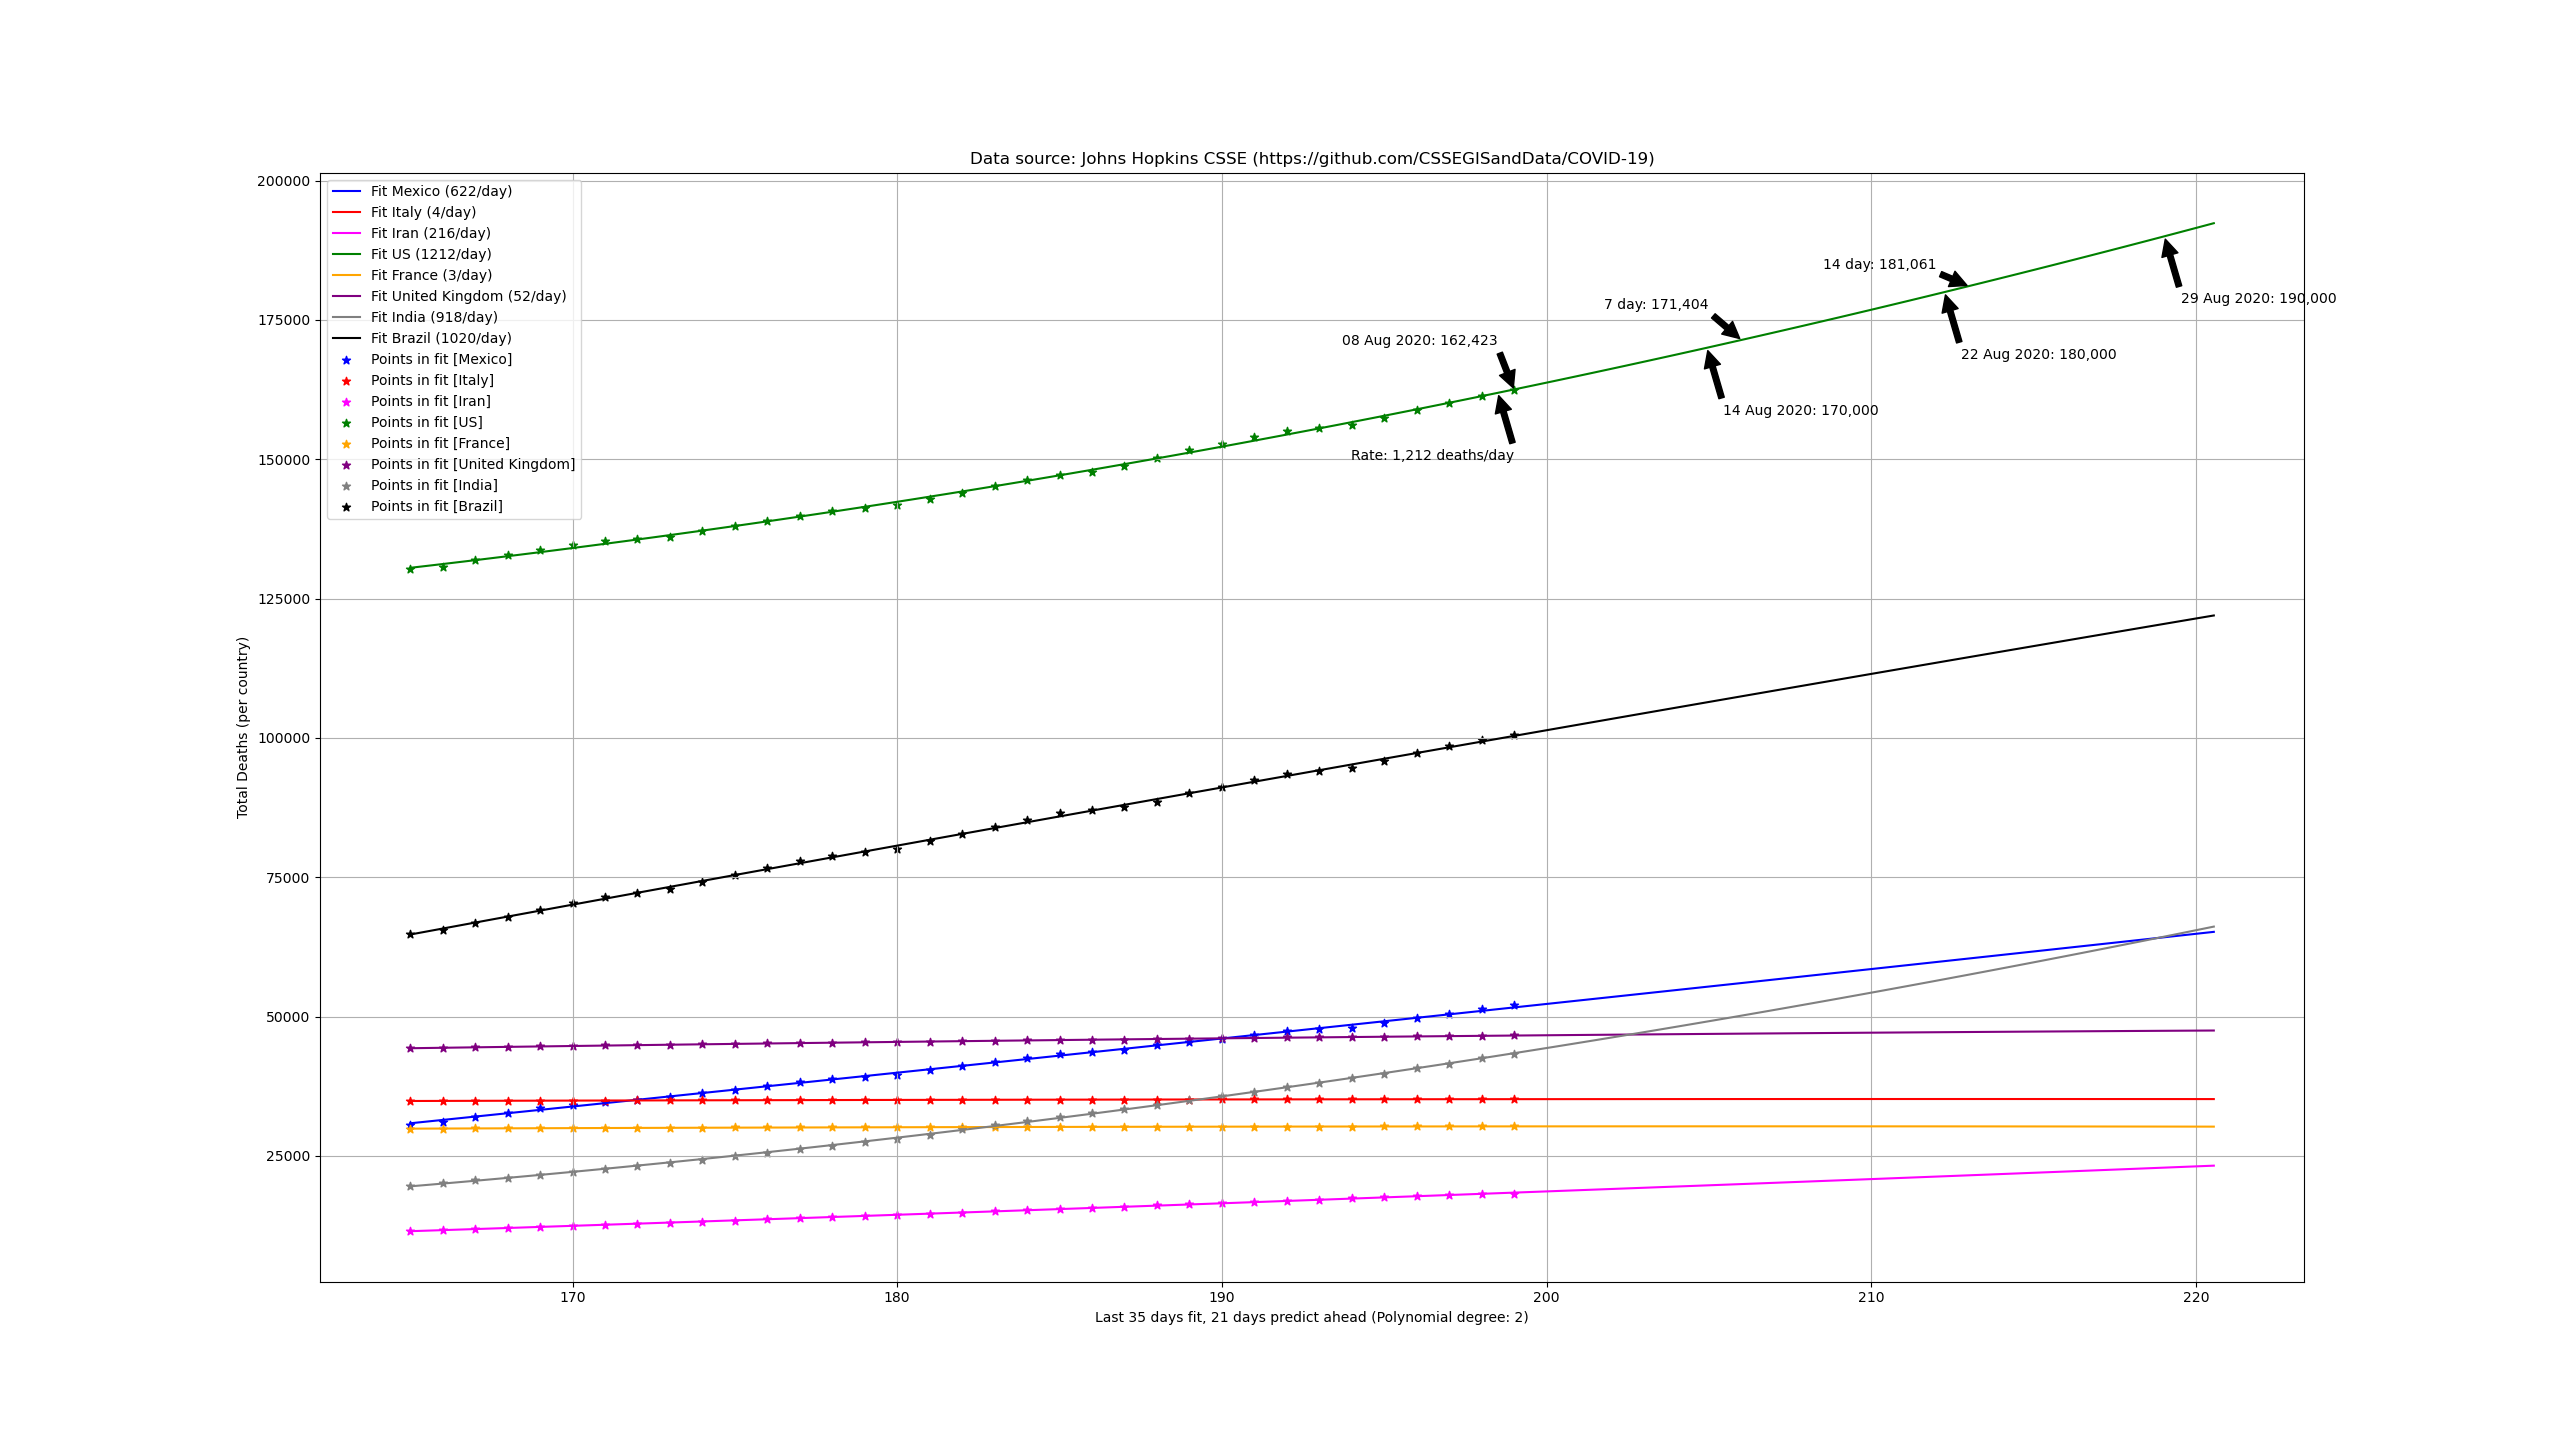 Data source: Johns Hopkins CSSE (https://github.com/CSSEGISandData/COVID-19)
200000
175000
150000
125000
100000
75000
50000
25000
Total Deaths (per country)
Fit Mexico (622/day)
Fit Italy (4/day)
Fit Iran (216/day)
Fit US (1212/day)
Fit France (3/day)
Fit United Kingdom (52/day)
Fit India (918/day)
Fit Brazil (1020/day)
Points in fit [Mexico]
Points in fit [Italy]
Points in fit [Iran]
Points in fit [US]
Points in fit [France]
Points in fit [United Kingdom]
Points in fit [India]
Points in fit [Brazil]
14 day: 181,061
29 Aug 2020: 190,000
7 day: 171,404
08 Aug 2020: 162,423
22 Aug 2020: 180,000
14 Aug 2020: 170,000
Rate: 1,212 deaths/day
170 180 190 200 210 220
Last 35 days fit, 21 days predict ahead (Polynomial degree: 2)